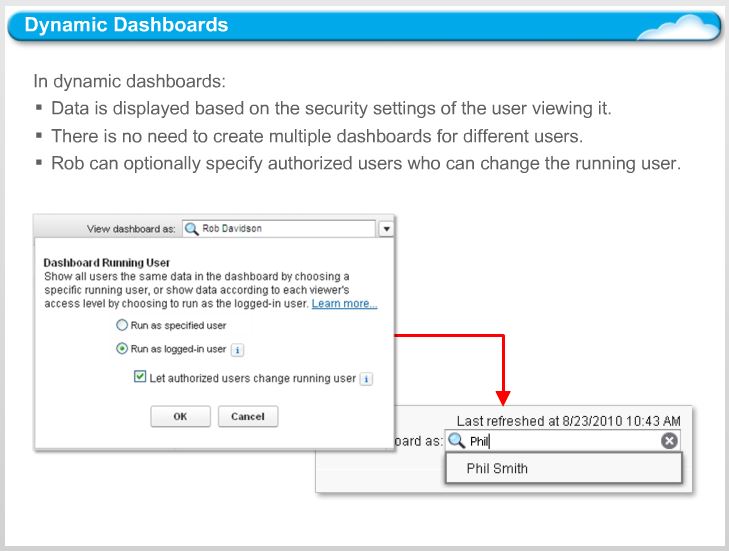 Dynamic Dashboards
In dynamic dashboards:
Data is displayed based on the security settings of the user viewing it.
There is no need to create multiple dashboards for different users.
Rob can optionally specify authorized users who can change the running user.
View dashboard as: Rob Davidson
Dashboard Running User
Show all users the same data in the dashboard by choosing a
specific running user, or show data according to each viewer's
access level by choosing to run as the logged-in user. Learn more...
Run as specified user
Run as logged-in user i
Let authorized users change running user i
OK Cancel
Last refreshed at 8/23/2010 10:43 AM
oard as: Phil
Phil Smith